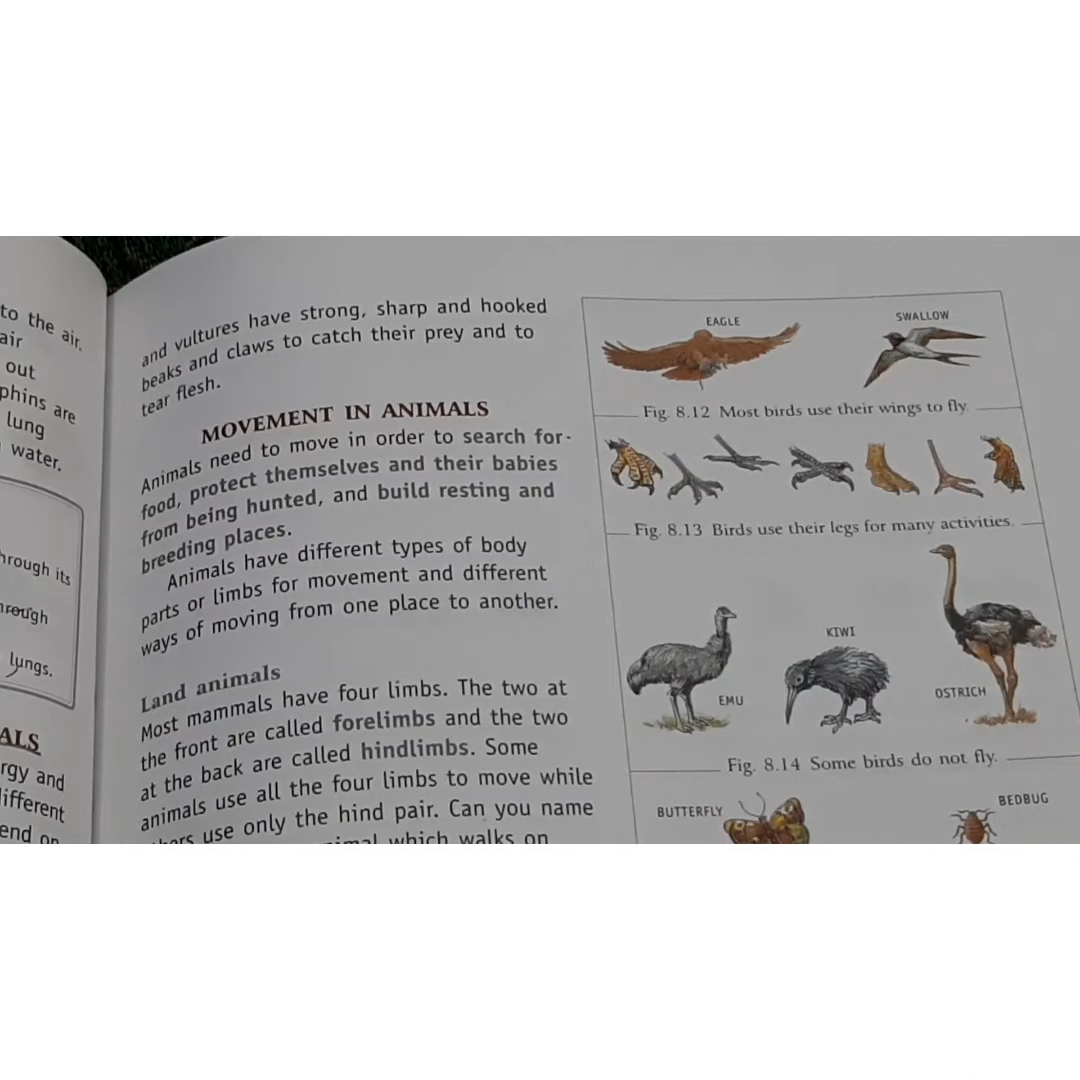 to the air.
air
out
phins are
lung
water.
hrough its
hrough
lungs.
ALS
rgy and
ifferent
end on
and vultures have strong, sharp and hooked
beaks and claws to catch their prey and to
tear flesh.
MOVEMENT IN ANIMALS
Animals need to move in order to search for
food, protect themselves and their babies
from being hunted, and build resting and
breeding places.
Animals have different types of body
parts or limbs for movement and different
ways of moving from one place to another.
Land animals
Most mammals have four limbs. The two at
the front are called forelimbs and the two
at the back are called hindlimbs. Some
animals use all the four limbs to move while
hers use only the hind pair. Can you name
imal which walks on
EAGLE
SWALLOW
Fig. 8.12 Most birds use their wings to fly.
Fig. 8.13 Birds use their legs for many activities.
EMU
KIWI
OSTRICH
Fig. 8.14 Some birds do not fly.
BUTTERFLY
BEDBUG